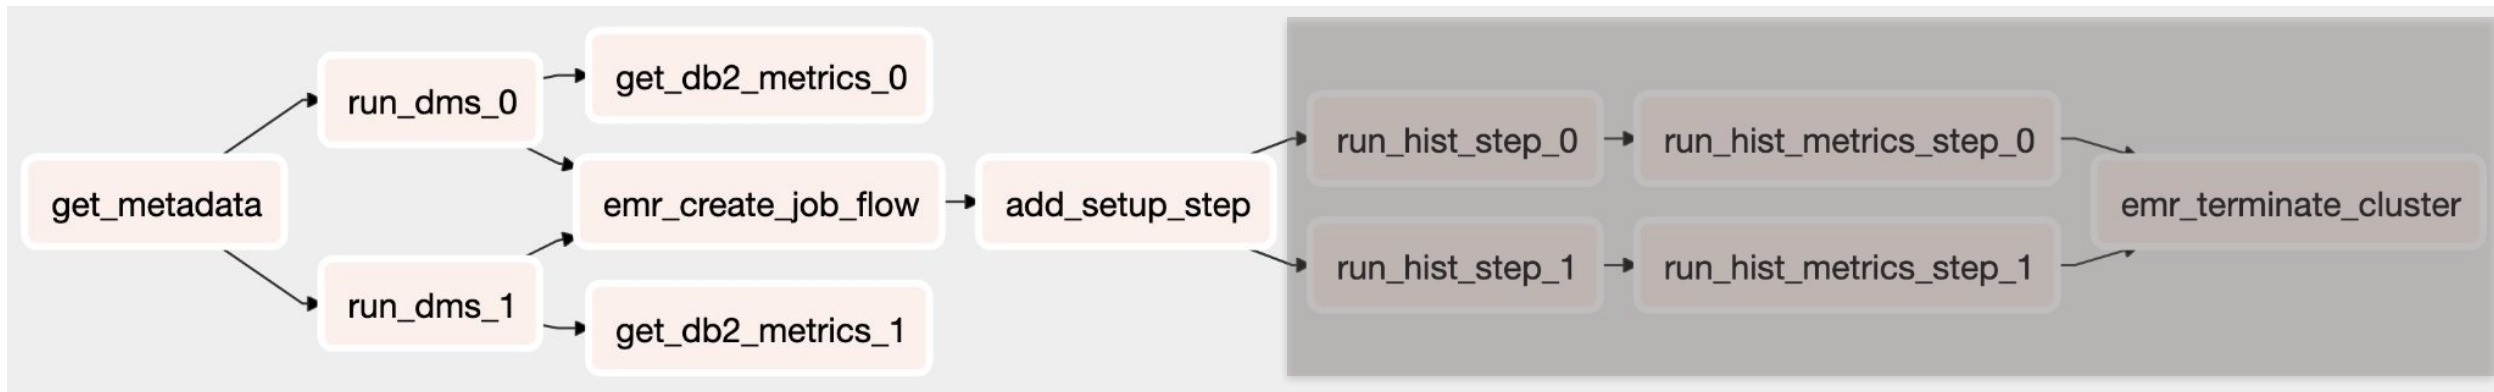 get_metadata
run_dms_0
run_dms_1
get_db2_metrics_0
emr_create_job_flow
get_db2_metrics_1
add_setup_step
run_hist_step_0
run_hist_step_1
run_hist_metrics_step_0
run_hist_metrics_step_1
emr_terminate_cluster